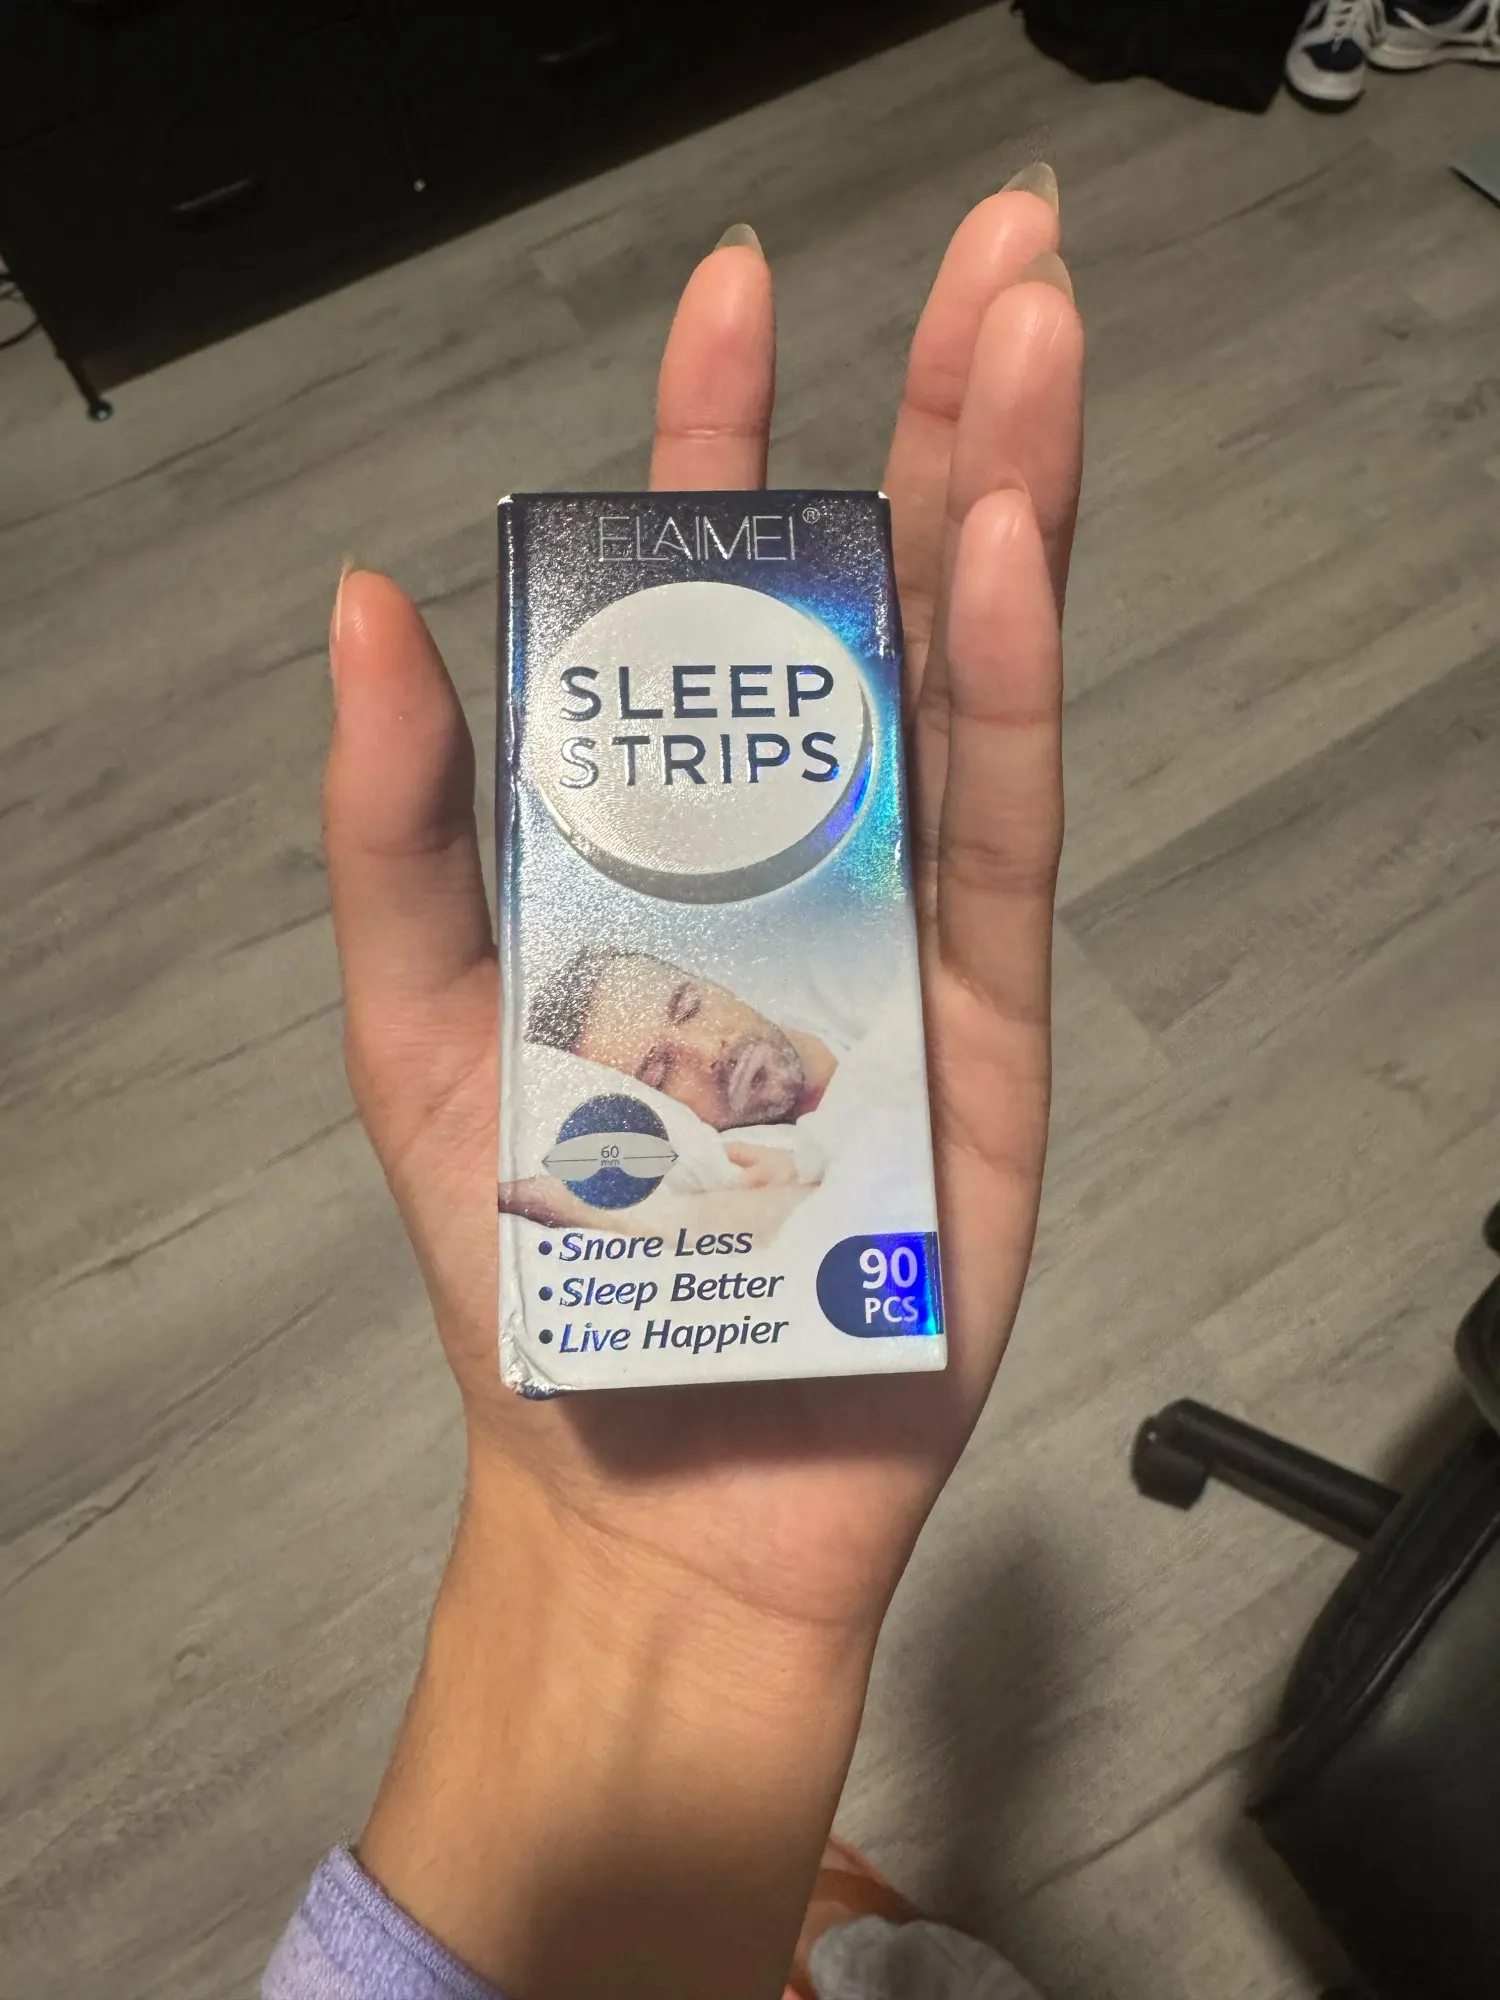 ELAIMEI®
SLEEP
STRIPS
60
mm
• Snore Less
• Sleep Better
• Live Happier
90
PCS